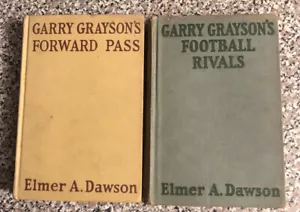 GARRY GRAYSON'S
FORWARD PASS
Elmer A. Dawson
GARRY GRAYSON'S
FOOTBALL
RIVALS
Elmer A. Dawson